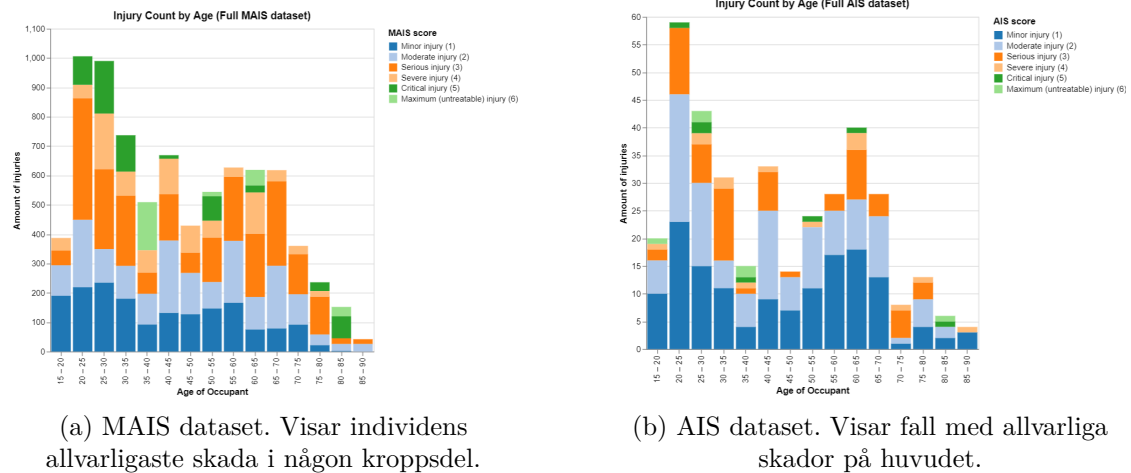 Injury Count by Age (Full MAIS dataset)
1,100
1,000
900
800
700
600
500
400
300
200
100
0
Amount of injuries
15 – 20
20 – 25
25 – 30
30 – 35
35 – 40
40 – 45
45 – 50
50 – 55
55 – 60
60 – 65
65 – 70
70 – 75
75 – 80
80 – 85
85 – 90
Age of Occupant
MAIS score
Minor injury (1)
Moderate injury (2)
Serious injury (3)
Severe injury (4)
Critical injury (5)
Maximum (untreatable) injury (6)
(a) MAIS dataset. Visar individens
allvarligaste skada i någon kroppsdel.
Injury Count by Age (Full AIS dataset)
60
55
50
45
40
35
30
25
20
15
10
5
0
Amount of injuries
15 – 20
20 – 25
25 – 30
30 – 35
35 – 40
40 – 45
45 – 50
50 – 55
55 – 60
60 – 65
65 – 70
70 – 75
75 – 80
80 – 85
85 – 90
Age of Occupant
AIS score
Minor injury (1)
Moderate injury (2)
Serious injury (3)
Severe injury (4)
Critical injury (5)
Maximum (untreatable) injury (6)
(b) AIS dataset. Visar fall med allvarliga
skador på huvudet.